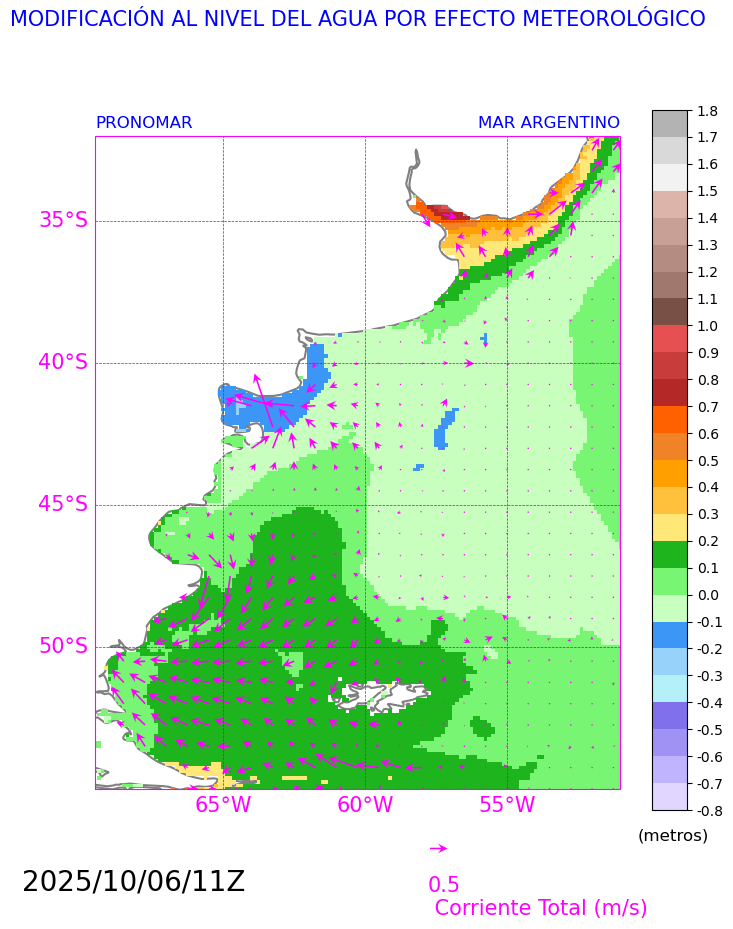 MODIFICACIÓN AL NIVEL DEL AGUA POR EFECTO METEOROLÓGICO
PRONOMAR
MAR ARGENTINO
35°S
40°S
45°S
50°S
65°W
60°W
55°W
1.8
1.7
1.6
1.5
1.4
1.3
1.2
1.1
1.0
0.9
0.8
0.7
0.6
0.5
0.4
0.3
0.2
0.1
0.0
-0.1
-0.2
-0.3
-0.4
-0.5
-0.6
-0.7
-0.8
(metros)
2025/10/06/11Z
0.5
Corriente Total (m/s)